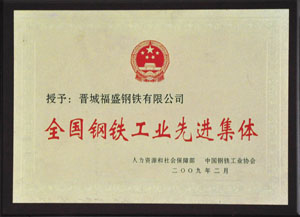 授予：晋城福盛钢铁有限公司
全国钢铁工业先进集体
人力资源和社会保障部 中国钢铁工业协会
二〇〇九年二月